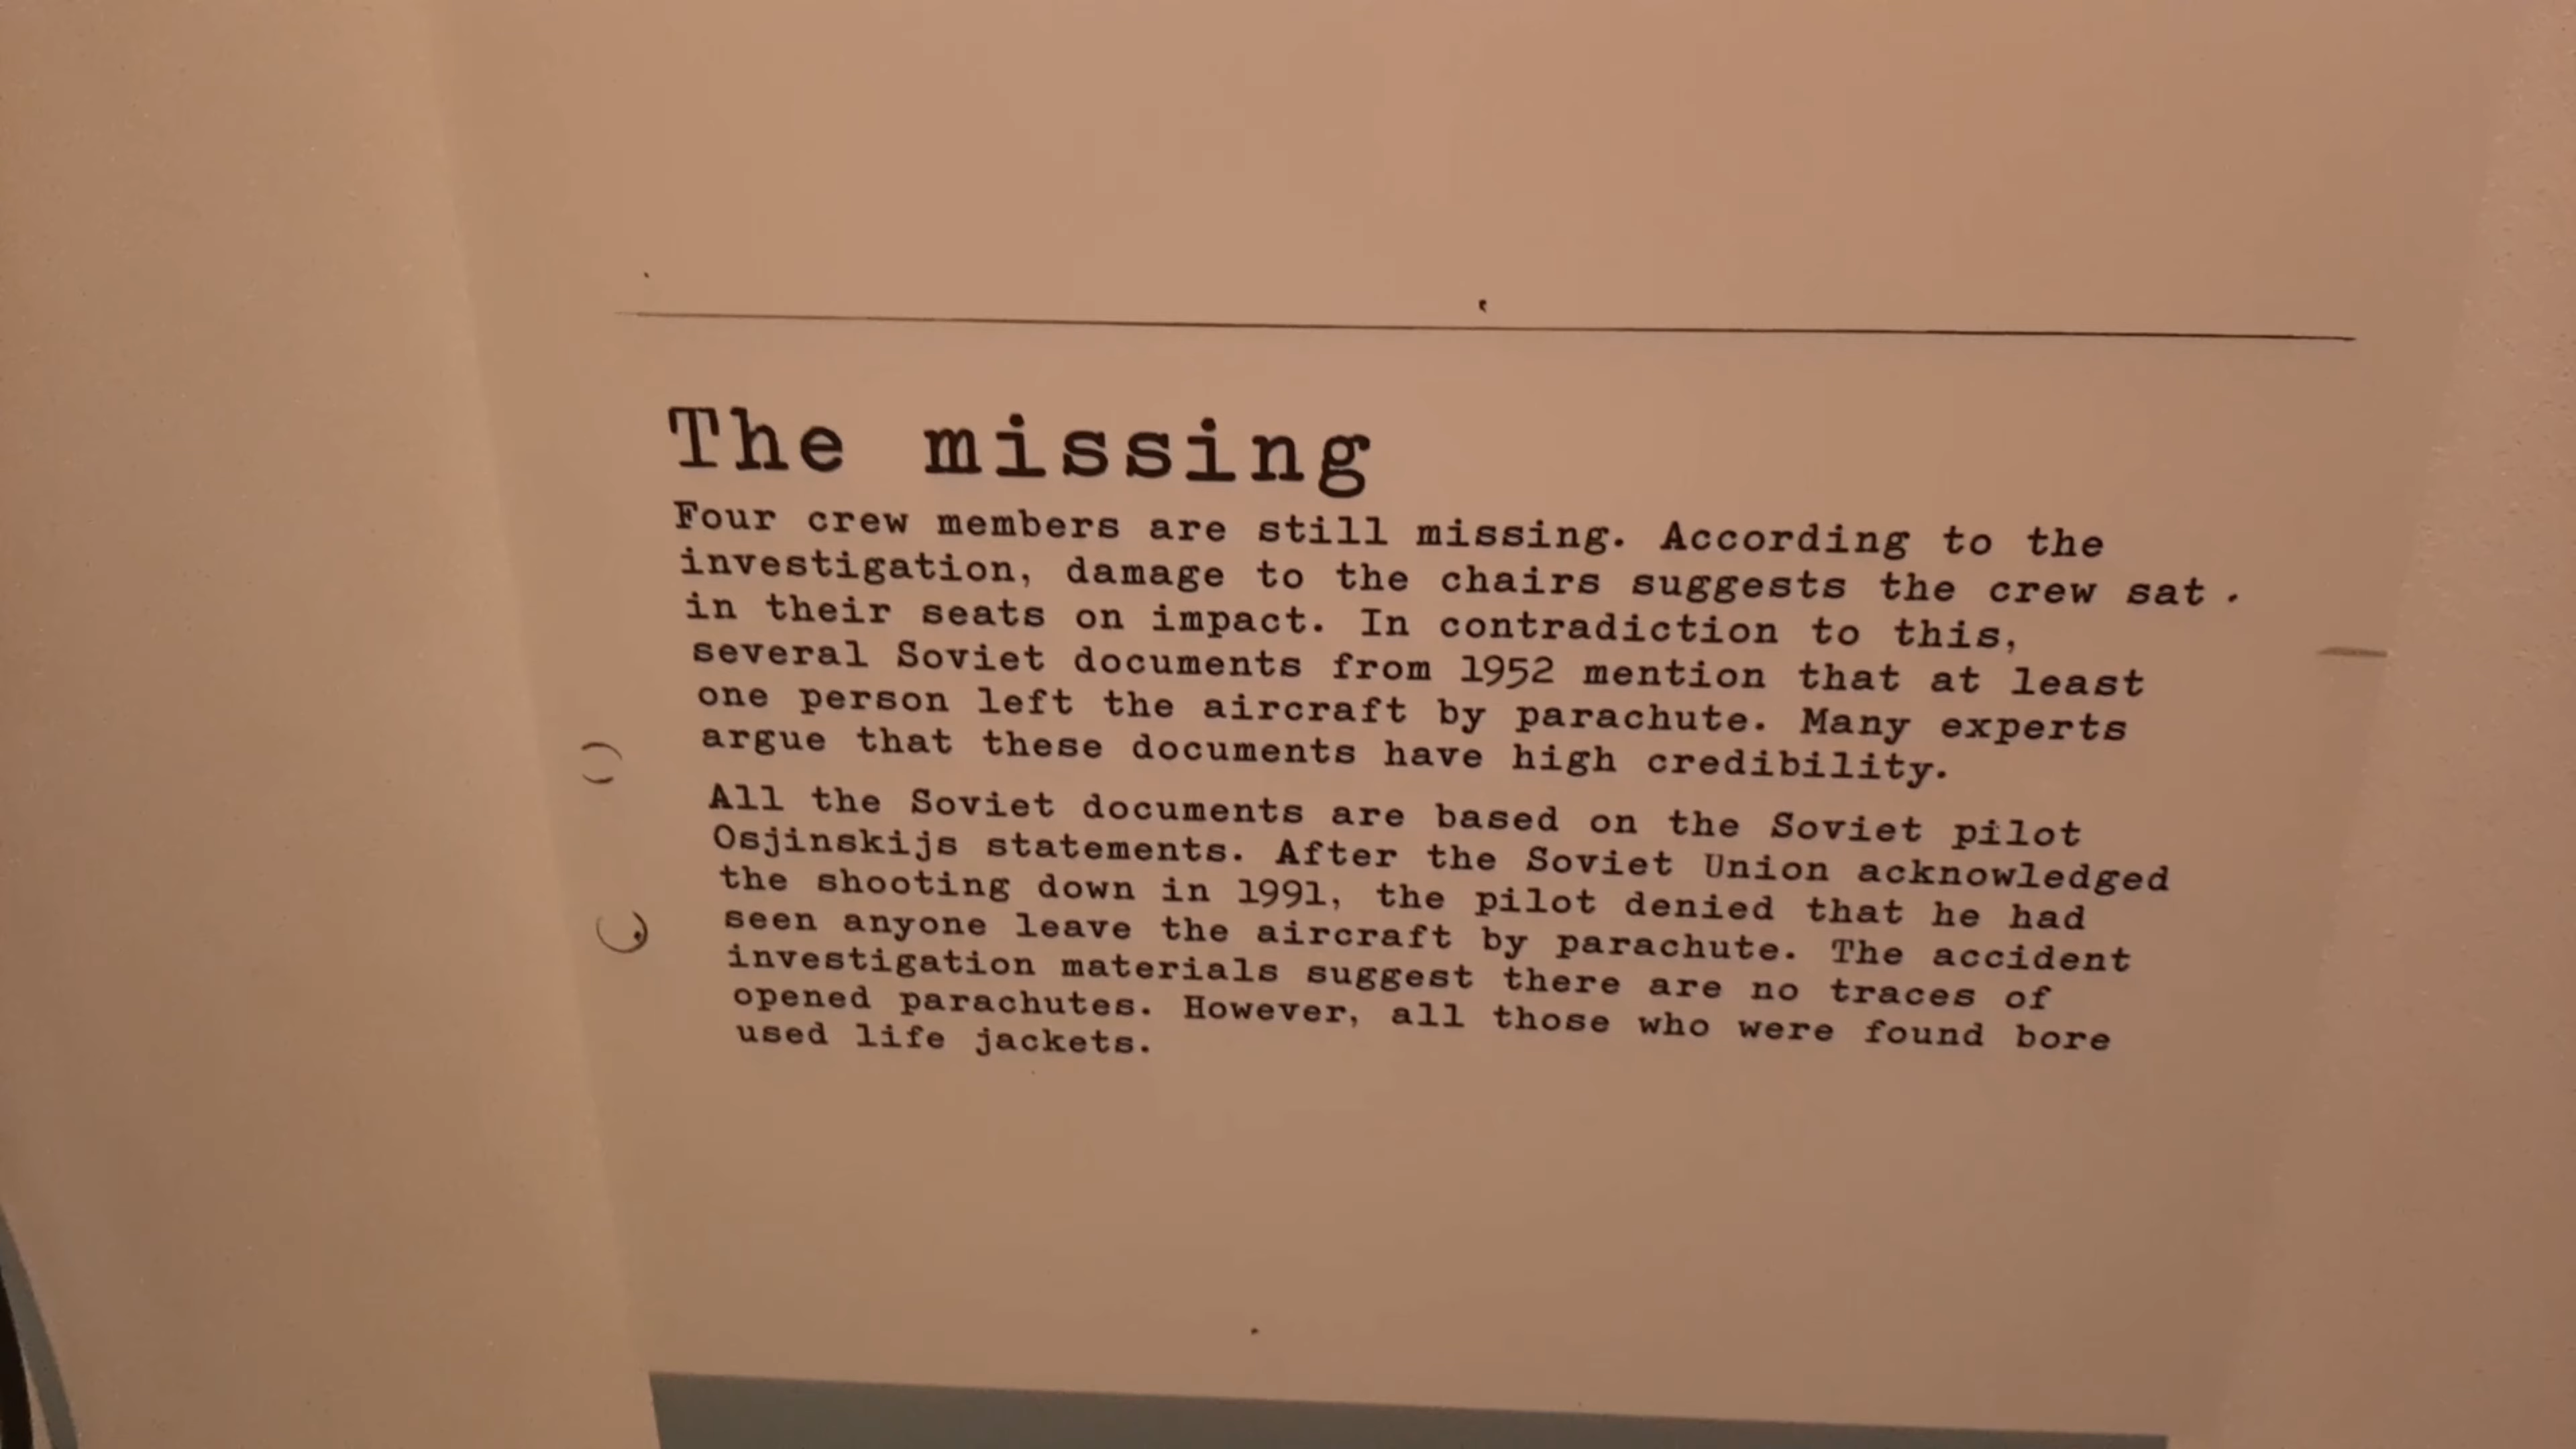 The missing
Four crew members are still missing. According to the
investigation, damage to the chairs suggests the crew sat
in their seats on impact. In contradiction to this,
several Soviet documents from 1952 mention that at least
one person left the aircraft by parachute. Many experts
argue that these documents have high credibility.
All the Soviet documents are based on the Soviet pilot
Osjinskijs statements. After the Soviet Union acknowledged
the shooting down in 1991, the pilot denied that he had
seen anyone leave the aircraft by parachute. The accident
investigation materials suggest there are no traces of
opened parachutes. However, all those who were found bore
used life jackets.